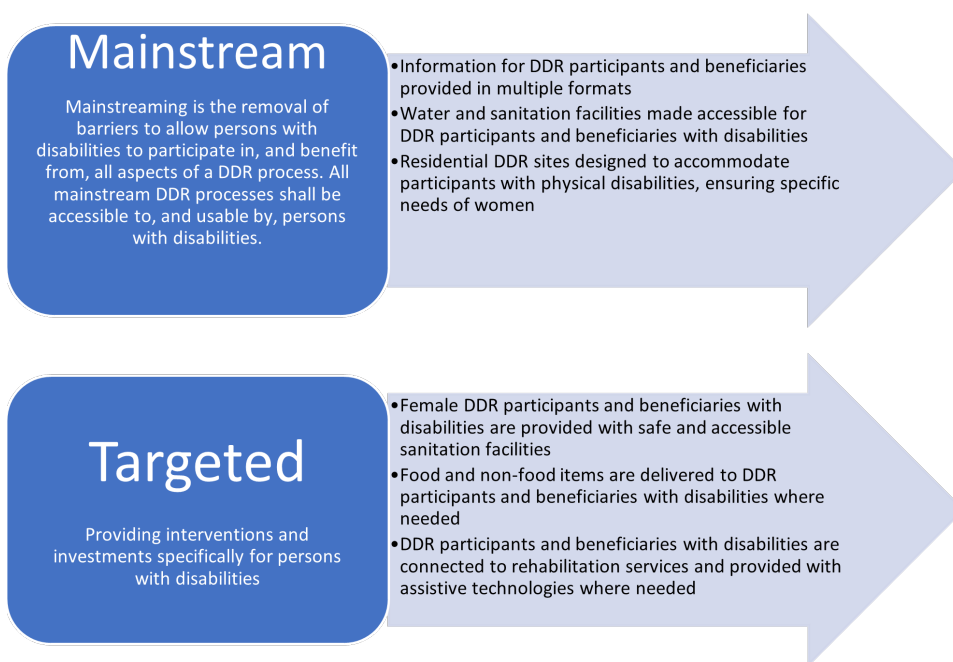 Mainstream
Mainstreaming is the removal of
barriers to allow persons with
disabilities to participate in, and benefit
from, all aspects of a DDR process. All
mainstream DDR processes shall be
accessible to, and usable by, persons
with disabilities.
•Information for DDR participants and beneficiaries
provided in multiple formats
•Water and sanitation facilities made accessible for
DDR participants and beneficiaries with disabilities
•Residential DDR sites designed to accommodate
participants with physical disabilities, ensuring specific
needs of women
Targeted
Providing interventions and
investments specifically for persons
with disabilities
•Female DDR participants and beneficiaries with
disabilities are provided with safe and accessible
sanitation facilities
•Food and non-food items are delivered to DDR
participants and beneficiaries with disabilities where
needed
•DDR participants and beneficiaries with disabilities are
connected to rehabilitation services and provided with
assistive technologies where needed